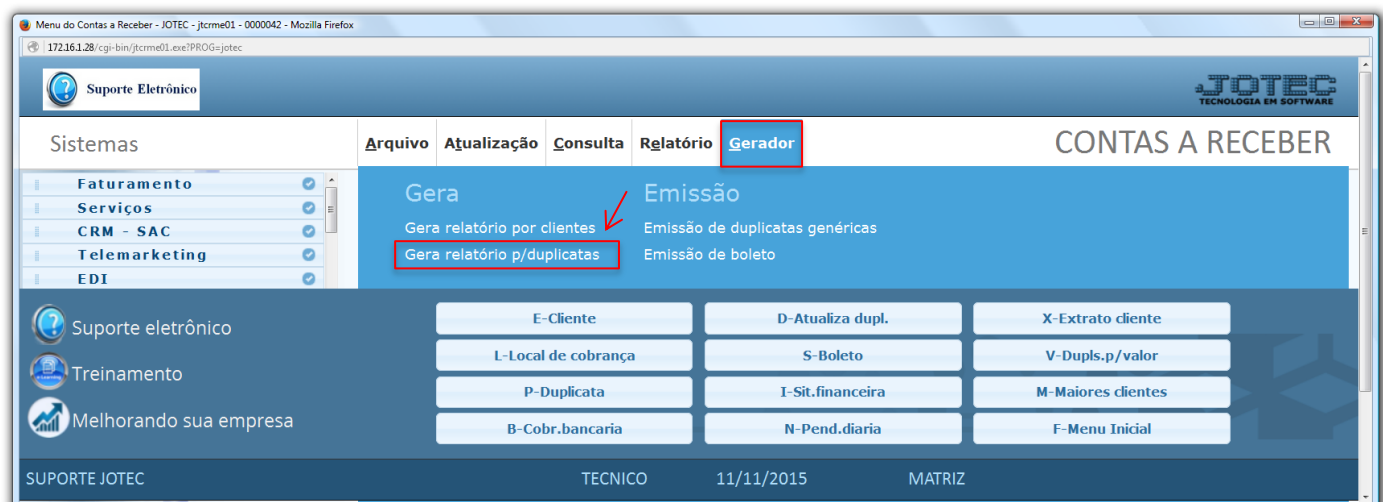 Menu do Contas a Receber - JOTEC - jtcrme01 - 0000042 - Mozilla Firefox
172.16.1.28/cgi-bin/jtcrme01.exe?PROG=jotec
Suporte Eletrônico
JOTEC
TECNOLOGIA EM SOFTWARE
Sistemas
Arquivo Atualização Consulta Relatório Gerador
CONTAS A RECEBER
Faturamento
Serviços
CRM - SAC
Telemarketing
EDI
Gera
Gera relatório por clientes
Gera relatório p/duplicatas
Emissão
Emissão de duplicatas genéricas
Emissão de boleto
Suporte eletrônico
Treinamento
Melhorando sua empresa
E-Cliente D-Atualiza dupl. X-Extrato cliente
L-Local de cobrança S-Boleto V-Dupls.p/valor
P-Duplicata I-Sit.financeira M-Maiores clientes
B-Cobr.bancaria N-Pend.diaria F-Menu Inicial
SUPORTE JOTEC TECNICO 11/11/2015 MATRIZ